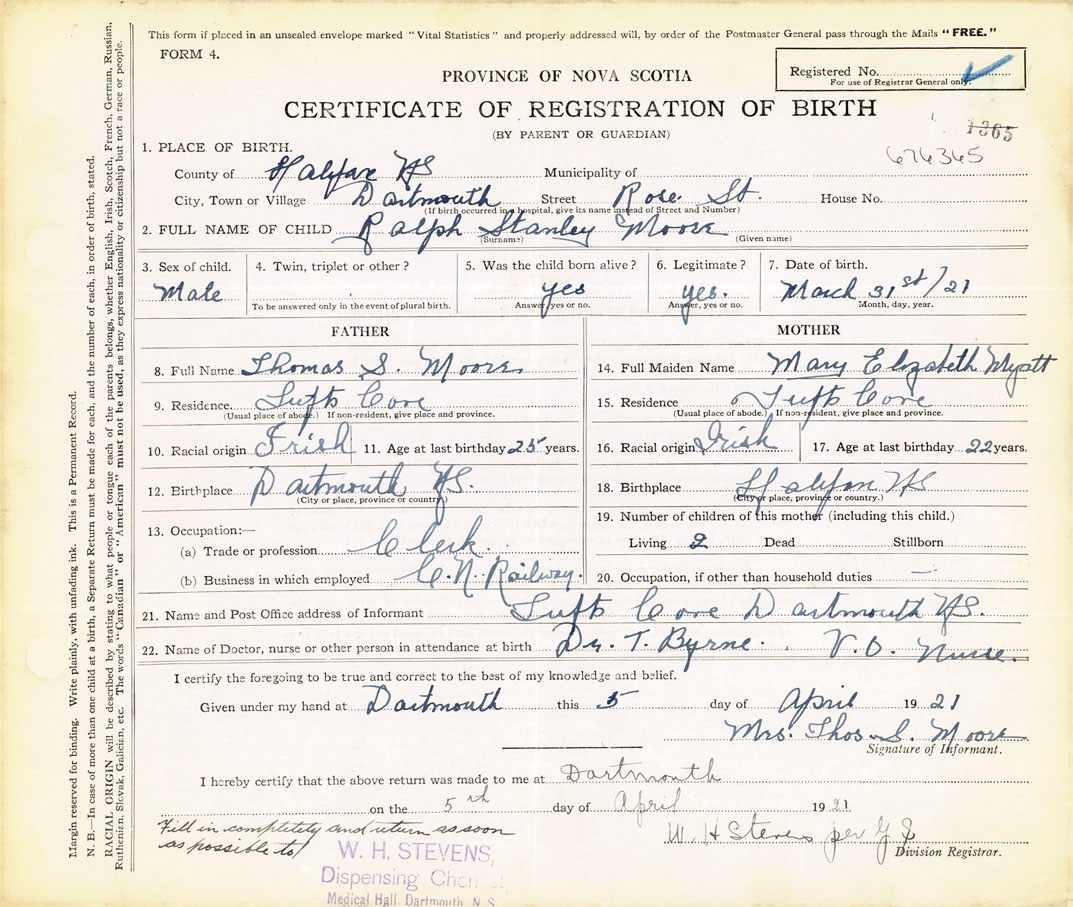 This form if placed in an unsealed envelope marked "Vital Statistics" and properly addressed will, by order of the Postmaster General pass through the Mails "FREE."
FORM 4.
PROVINCE OF NOVA SCOTIA
Registered No.
For use of Registrar General only.
CERTIFICATE OF REGISTRATION OF BIRTH
(BY PARENT OR GUARDIAN)
1365
676365
1. PLACE OF BIRTH.
County of Halifax NS Municipality of
City, Town or Village Dartmouth Street Rose St. House No.
(If birth occurred in a hospital, give its name instead of Street and Number)
2. FULL NAME OF CHILD Ralph Stanley Moore
(Surname) (Given name)
3. Sex of child. 4. Twin, triplet or other? 5. Was the child born alive? 6. Legitimate? 7. Date of birth.
Male yes yes. March 31st/21
To be answered only in the event of plural birth. Answer, yes or no. Answer, yes or no. Month, day, year.
FATHER
8. Full Name Thomas S. Moore
9. Residence Tufts Cove
(Usual place of abode.) If non-resident, give place and province.
10. Racial origin Irish 11. Age at last birthday 25 years.
12. Birthplace Dartmouth NS.
(City or place, province or country)
13. Occupation:—
(a) Trade or profession Clerk.
(b) Business in which employed C. N. Railway.
MOTHER
14. Full Maiden Name Mary Elizabeth Myatt
15. Residence Tufts Cove
(Usual place of abode.) If non-resident, give place and province.
16. Racial origin Irish 17. Age at last birthday 22 years.
18. Birthplace Halifax NS
(City or place, province or country.)
19. Number of children of this mother (including this child.)
Living 2 Dead Stillborn
20. Occupation, if other than household duties —
21. Name and Post Office address of Informant Tufts Cove Dartmouth NS.
22. Name of Doctor, nurse or other person in attendance at birth Dr. T. Byrne. V. O. Nurse.
I certify the foregoing to be true and correct to the best of my knowledge and belief.
Given under my hand at Dartmouth this 5 day of April 1921
Mrs. Thos. S. Moore
Signature of Informant.
I hereby certify that the above return was made to me at Dartmouth
on the 5th day of April 1921
W. H Stevens per
Division Registrar.
Fill in completely and return as soon
as possible to
W. H. STEVENS,
Dispensing
Medical Hall, Dartmouth, N. S.
Margin reserved for binding. Write plainly, with unfading ink. This is a Permanent Record.
N. B.—In case of more than one child at a birth, a Separate Return must be made for each, and the number of each, in order of birth, stated.
RACIAL ORIGIN will be described by stating to what people or tongue each of the parents belongs, whether English, Irish, Scotch, French, German, Russian,
Ruthenian, Slovak, Galician, etc. The words "Canadian" or "American" must not be used, as they express nationality or citizenship but not a race or people.